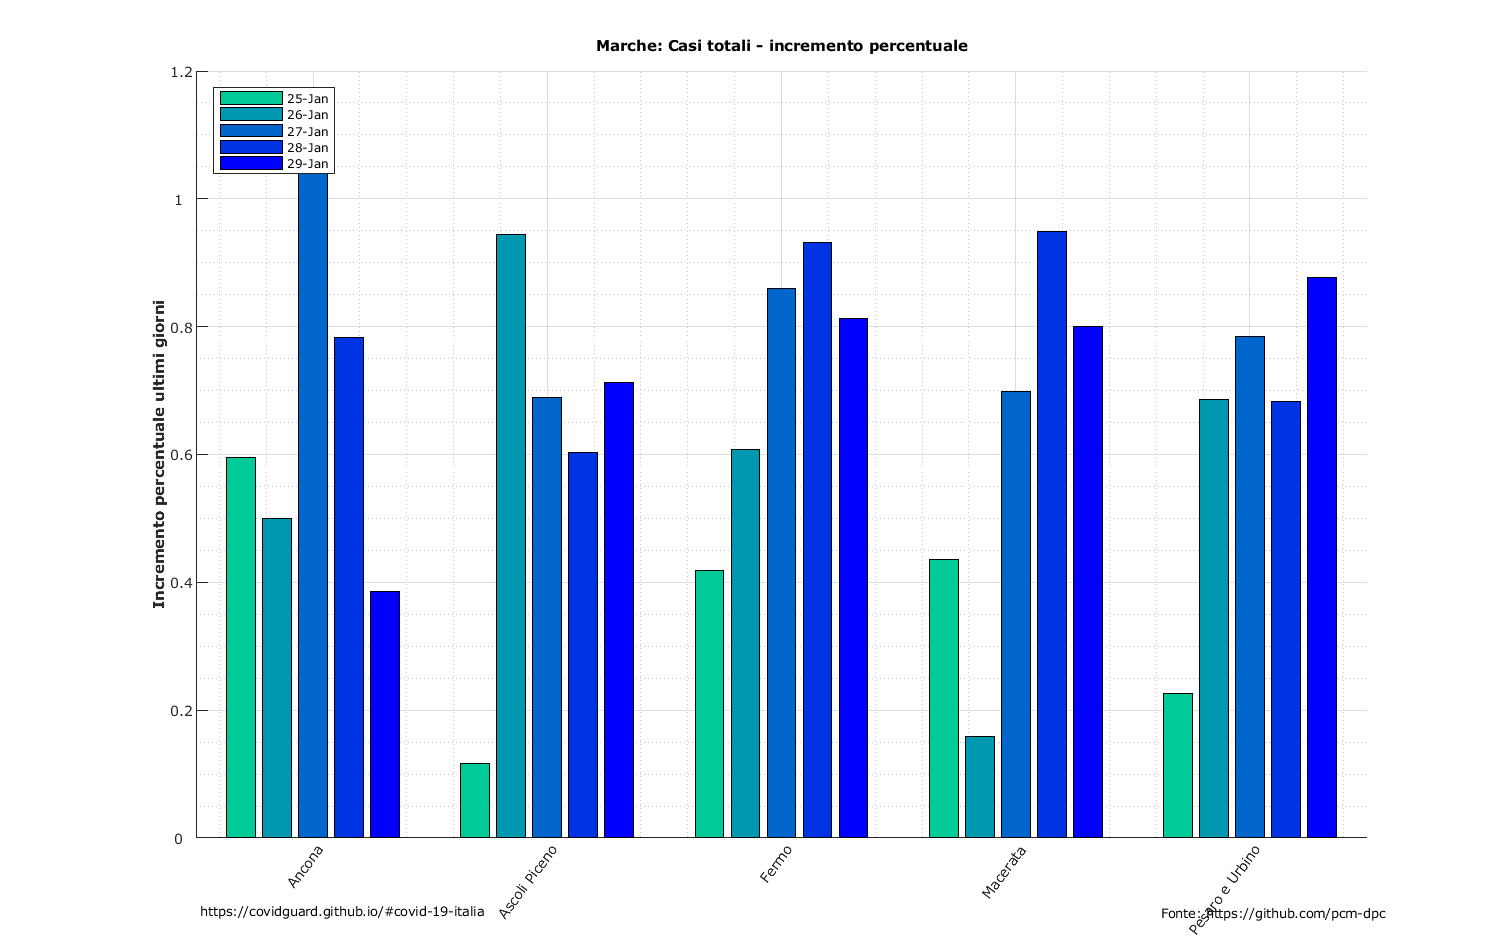 Marche: Casi totali - incremento percentuale
Incremento percentuale ultimi giorni
1.2
1
0.8
0.6
0.4
0.2
0
25-Jan
26-Jan
27-Jan
28-Jan
29-Jan
Ancona
Ascoli Piceno
Fermo
Macerata
Pesaro e Urbino
https://covidguard.github.io/#covid-19-italia
Fonte: https://github.com/pcm-dpc